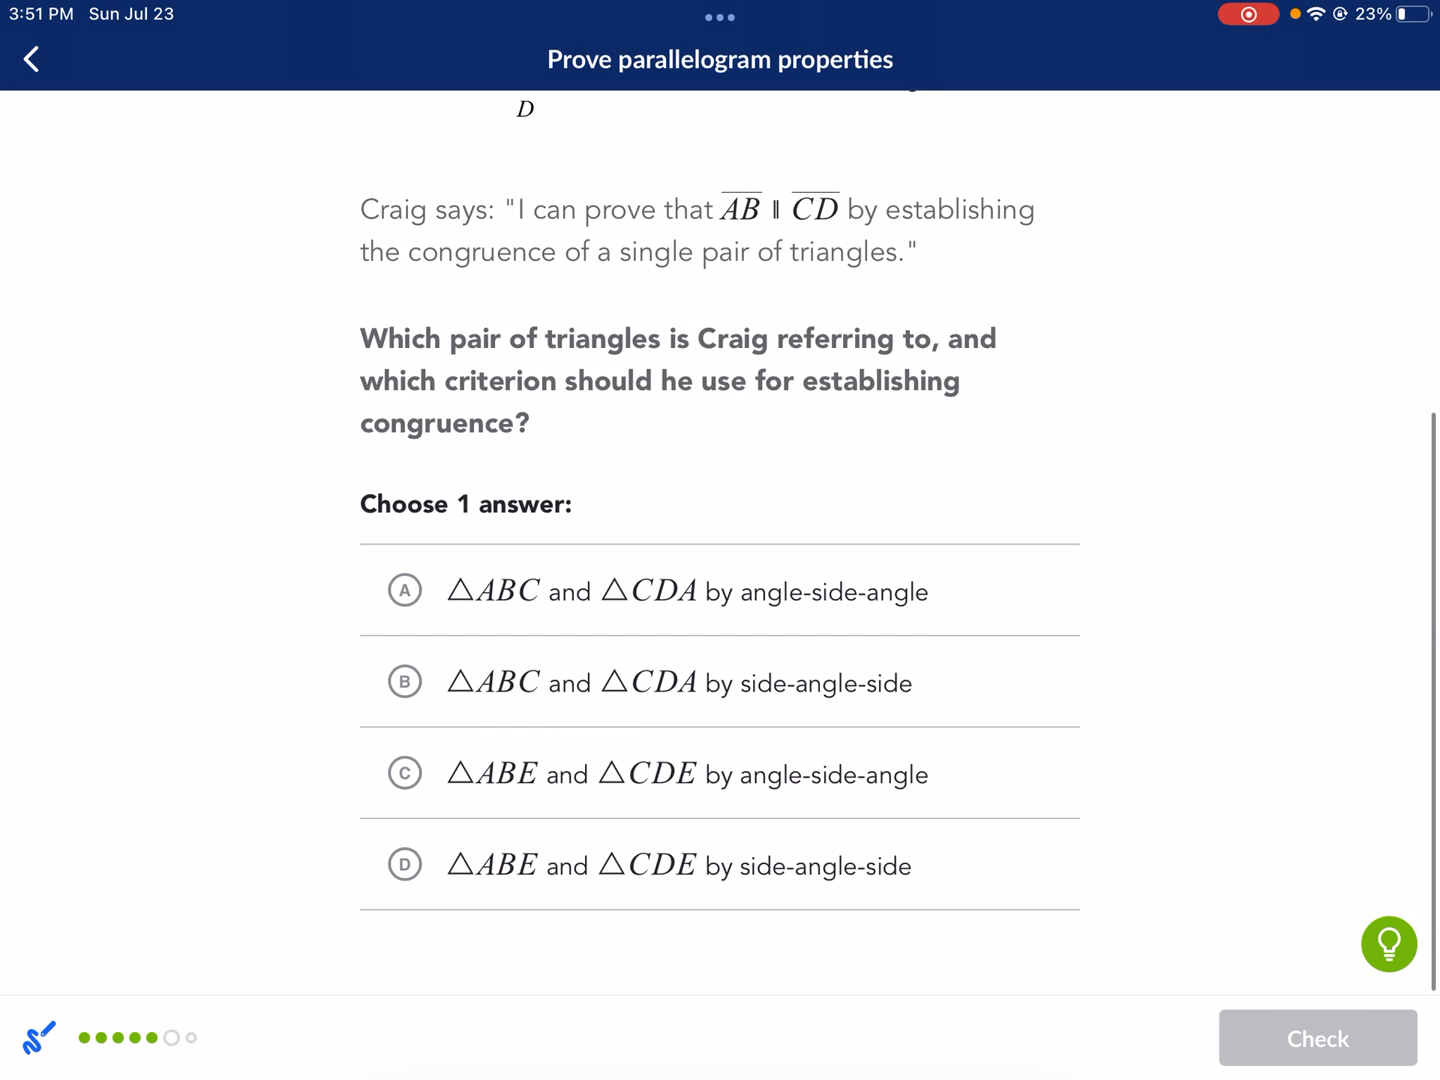 3:51 PM Sun Jul 23
23%
Prove parallelogram properties
D
Craig says: "I can prove that AB ∥ CD by establishing
the congruence of a single pair of triangles."
Which pair of triangles is Craig referring to, and
which criterion should he use for establishing
congruence?
Choose 1 answer:
A △ABC and △CDA by angle-side-angle
B △ABC and △CDA by side-angle-side
C △ABE and △CDE by angle-side-angle
D △ABE and △CDE by side-angle-side
Check